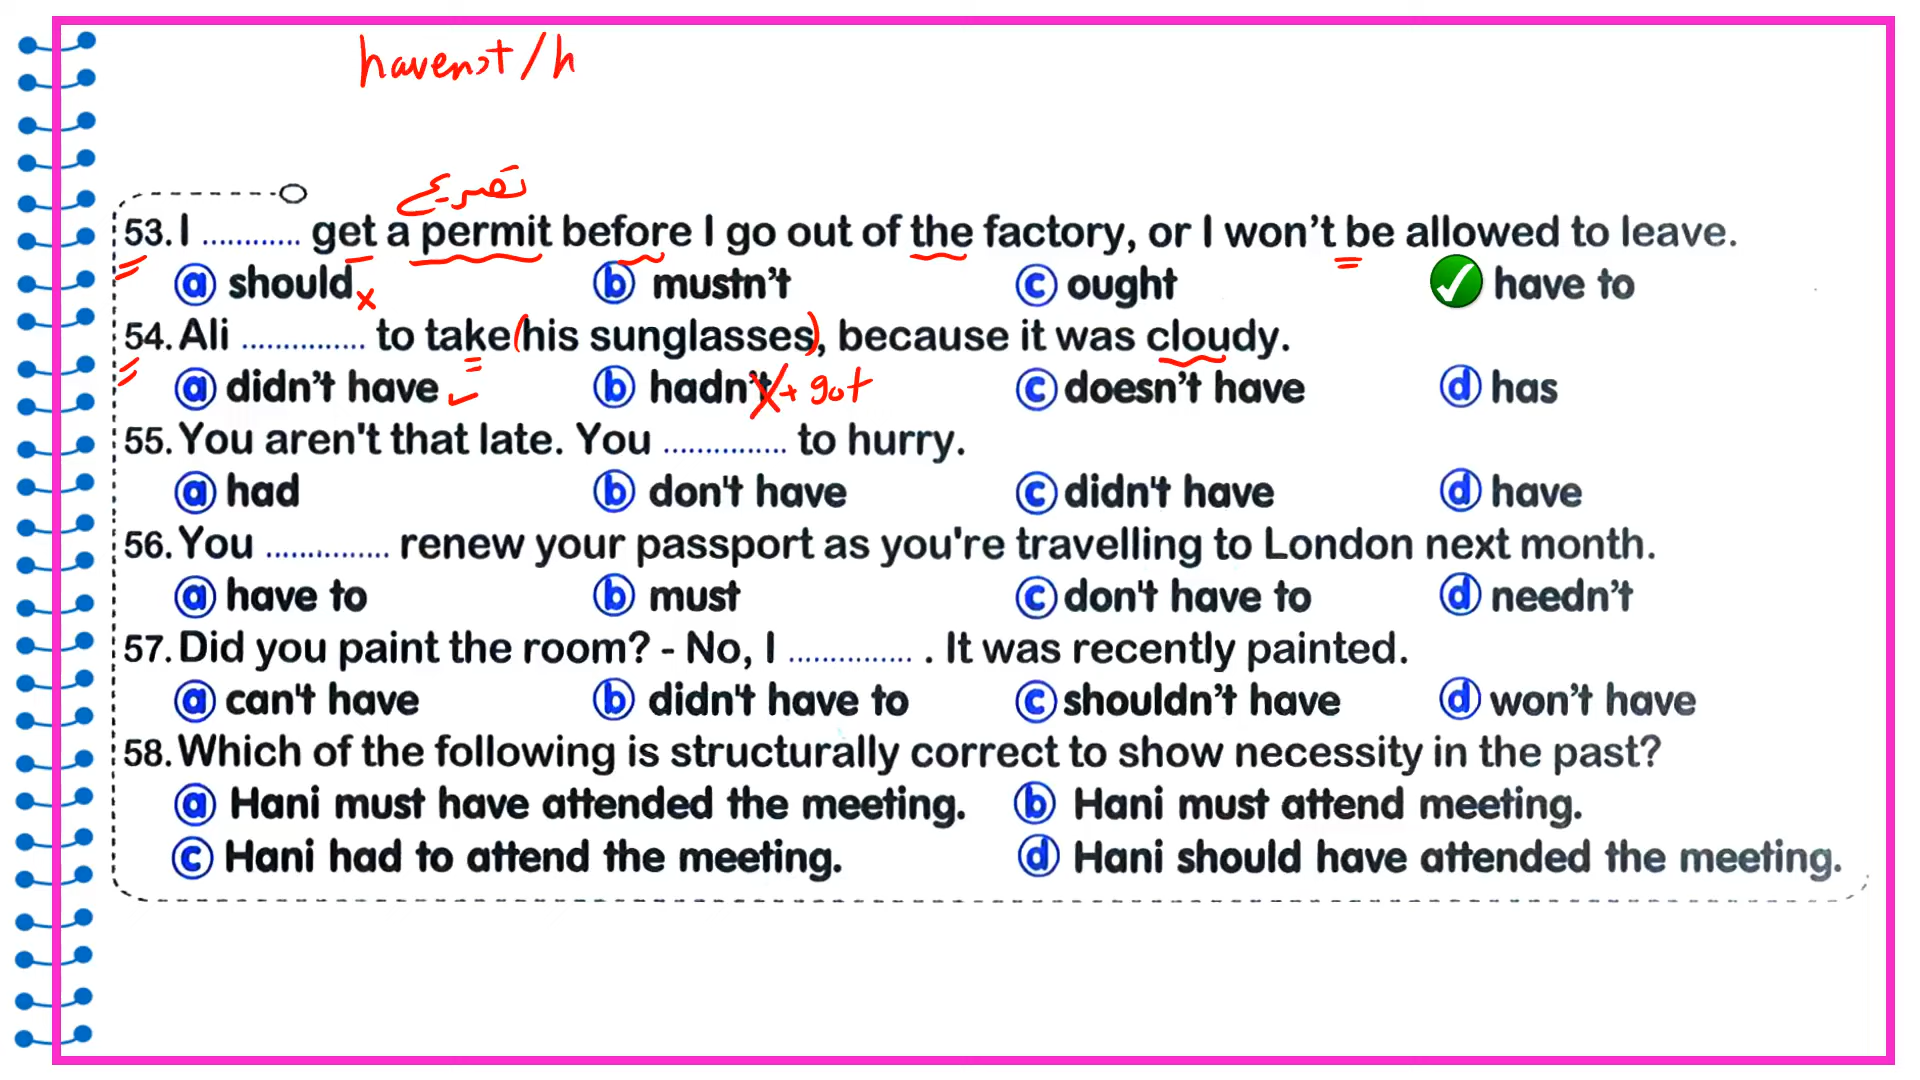 haven't / h
تصريح
53. I ............ get a permit before I go out of the factory, or I won't be allowed to leave.
a should x b mustn't c ought ✓ have to
54. Ali ............... to take (his sunglasses), because it was cloudy.
a didn't have ✓ b hadn't x + got c doesn't have d has
55. You aren't that late. You ............... to hurry.
a had b don't have c didn't have d have
56. You ............... renew your passport as you're travelling to London next month.
a have to b must c don't have to d needn't
57. Did you paint the room? - No, I ............... . It was recently painted.
a can't have b didn't have to c shouldn't have d won't have
58. Which of the following is structurally correct to show necessity in the past?
a Hani must have attended the meeting. b Hani must attend meeting.
c Hani had to attend the meeting. d Hani should have attended the meeting.